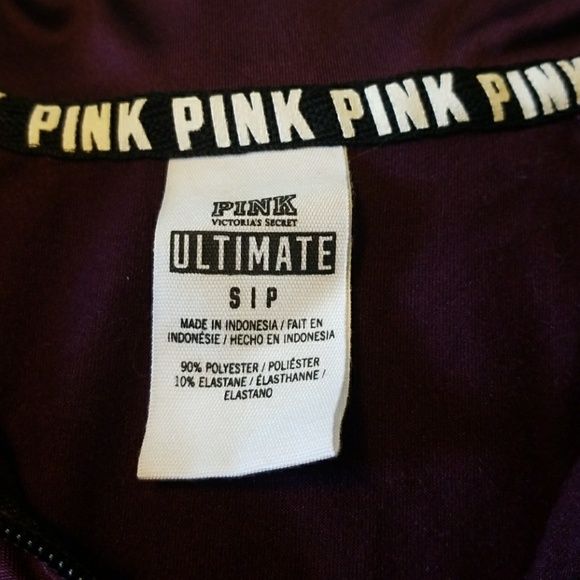 PINK PINK PINK PINK
PINK
VICTORIA'S SECRET
ULTIMATE
S | P
MADE IN INDONESIA / FAIT EN
INDONÉSIE / HECHO EN INDONESIA
90% POLYESTER / POLIÉSTER
10% ELASTANE / ÉLASTHANNE /
ELASTANO